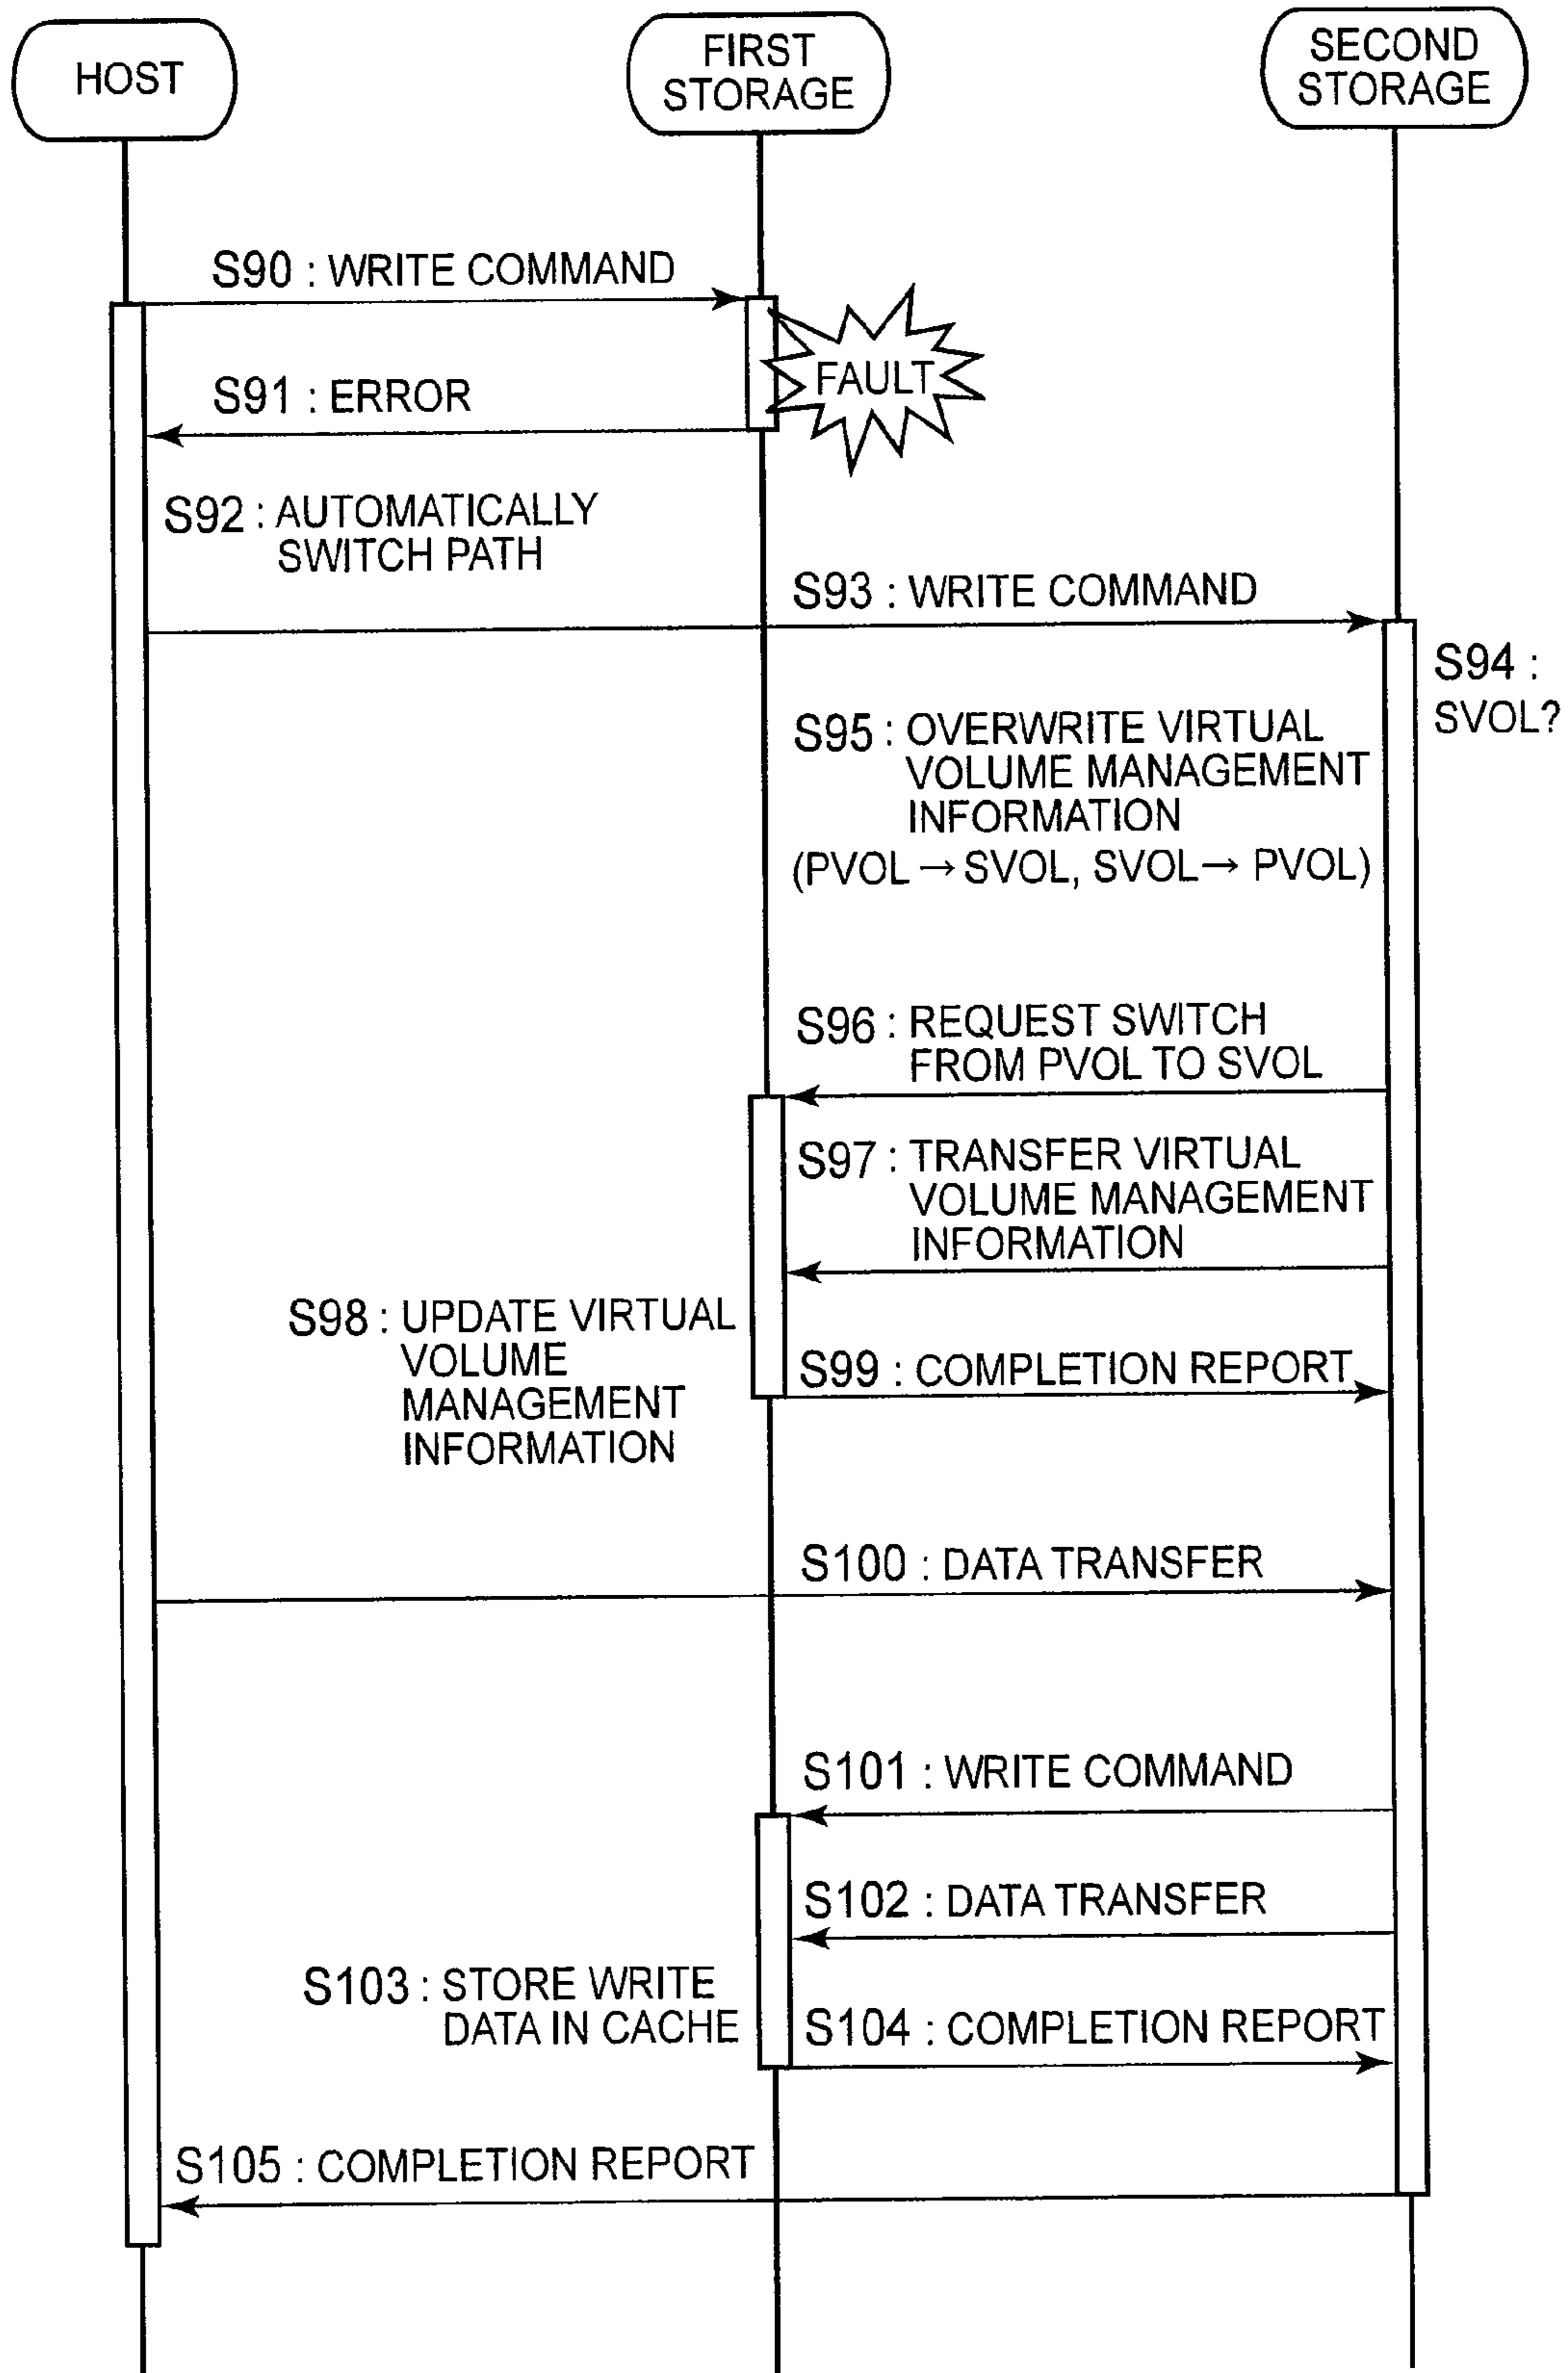 HOST
FIRST
STORAGE
SECOND
STORAGE
S90 : WRITE COMMAND
FAULT
S91 : ERROR
S92 : AUTOMATICALLY
SWITCH PATH
S93 : WRITE COMMAND
S94 :
SVOL?
S95 : OVERWRITE VIRTUAL
VOLUME MANAGEMENT
INFORMATION
(PVOL → SVOL, SVOL → PVOL)
S96 : REQUEST SWITCH
FROM PVOL TO SVOL
S97 : TRANSFER VIRTUAL
VOLUME MANAGEMENT
INFORMATION
S98 : UPDATE VIRTUAL
VOLUME
MANAGEMENT
INFORMATION
S99 : COMPLETION REPORT
S100 : DATA TRANSFER
S101 : WRITE COMMAND
S102 : DATA TRANSFER
S103 : STORE WRITE
DATA IN CACHE
S104 : COMPLETION REPORT
S105 : COMPLETION REPORT